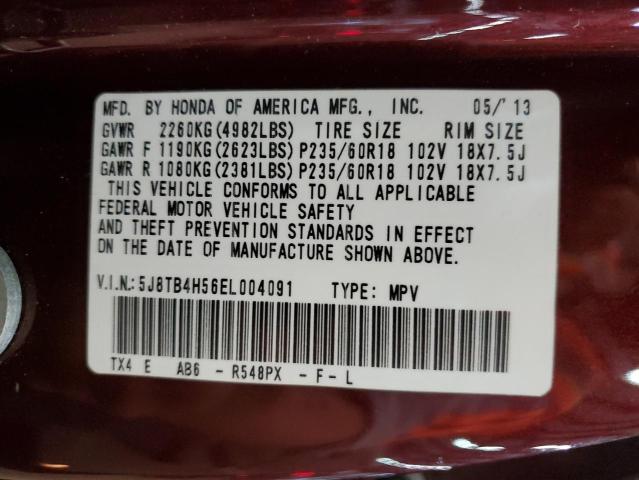 MFD. BY HONDA OF AMERICA MFG., INC. 05/'13
GVWR 2260KG(4982LBS) TIRE SIZE RIM SIZE
GAWR F 1190KG(2623LBS) P235/60R18 102V 18X7.5J
GAWR R 1080KG(2381LBS) P235/60R18 102V 18X7.5J
THIS VEHICLE CONFORMS TO ALL APPLICABLE
FEDERAL MOTOR VEHICLE SAFETY
AND THEFT PREVENTION STANDARDS IN EFFECT
ON THE DATE OF MANUFACTURE SHOWN ABOVE.
V.I.N.: 5J8TB4H56EL004091 TYPE: MPV
TX4 E AB6 - R548PX - F - L